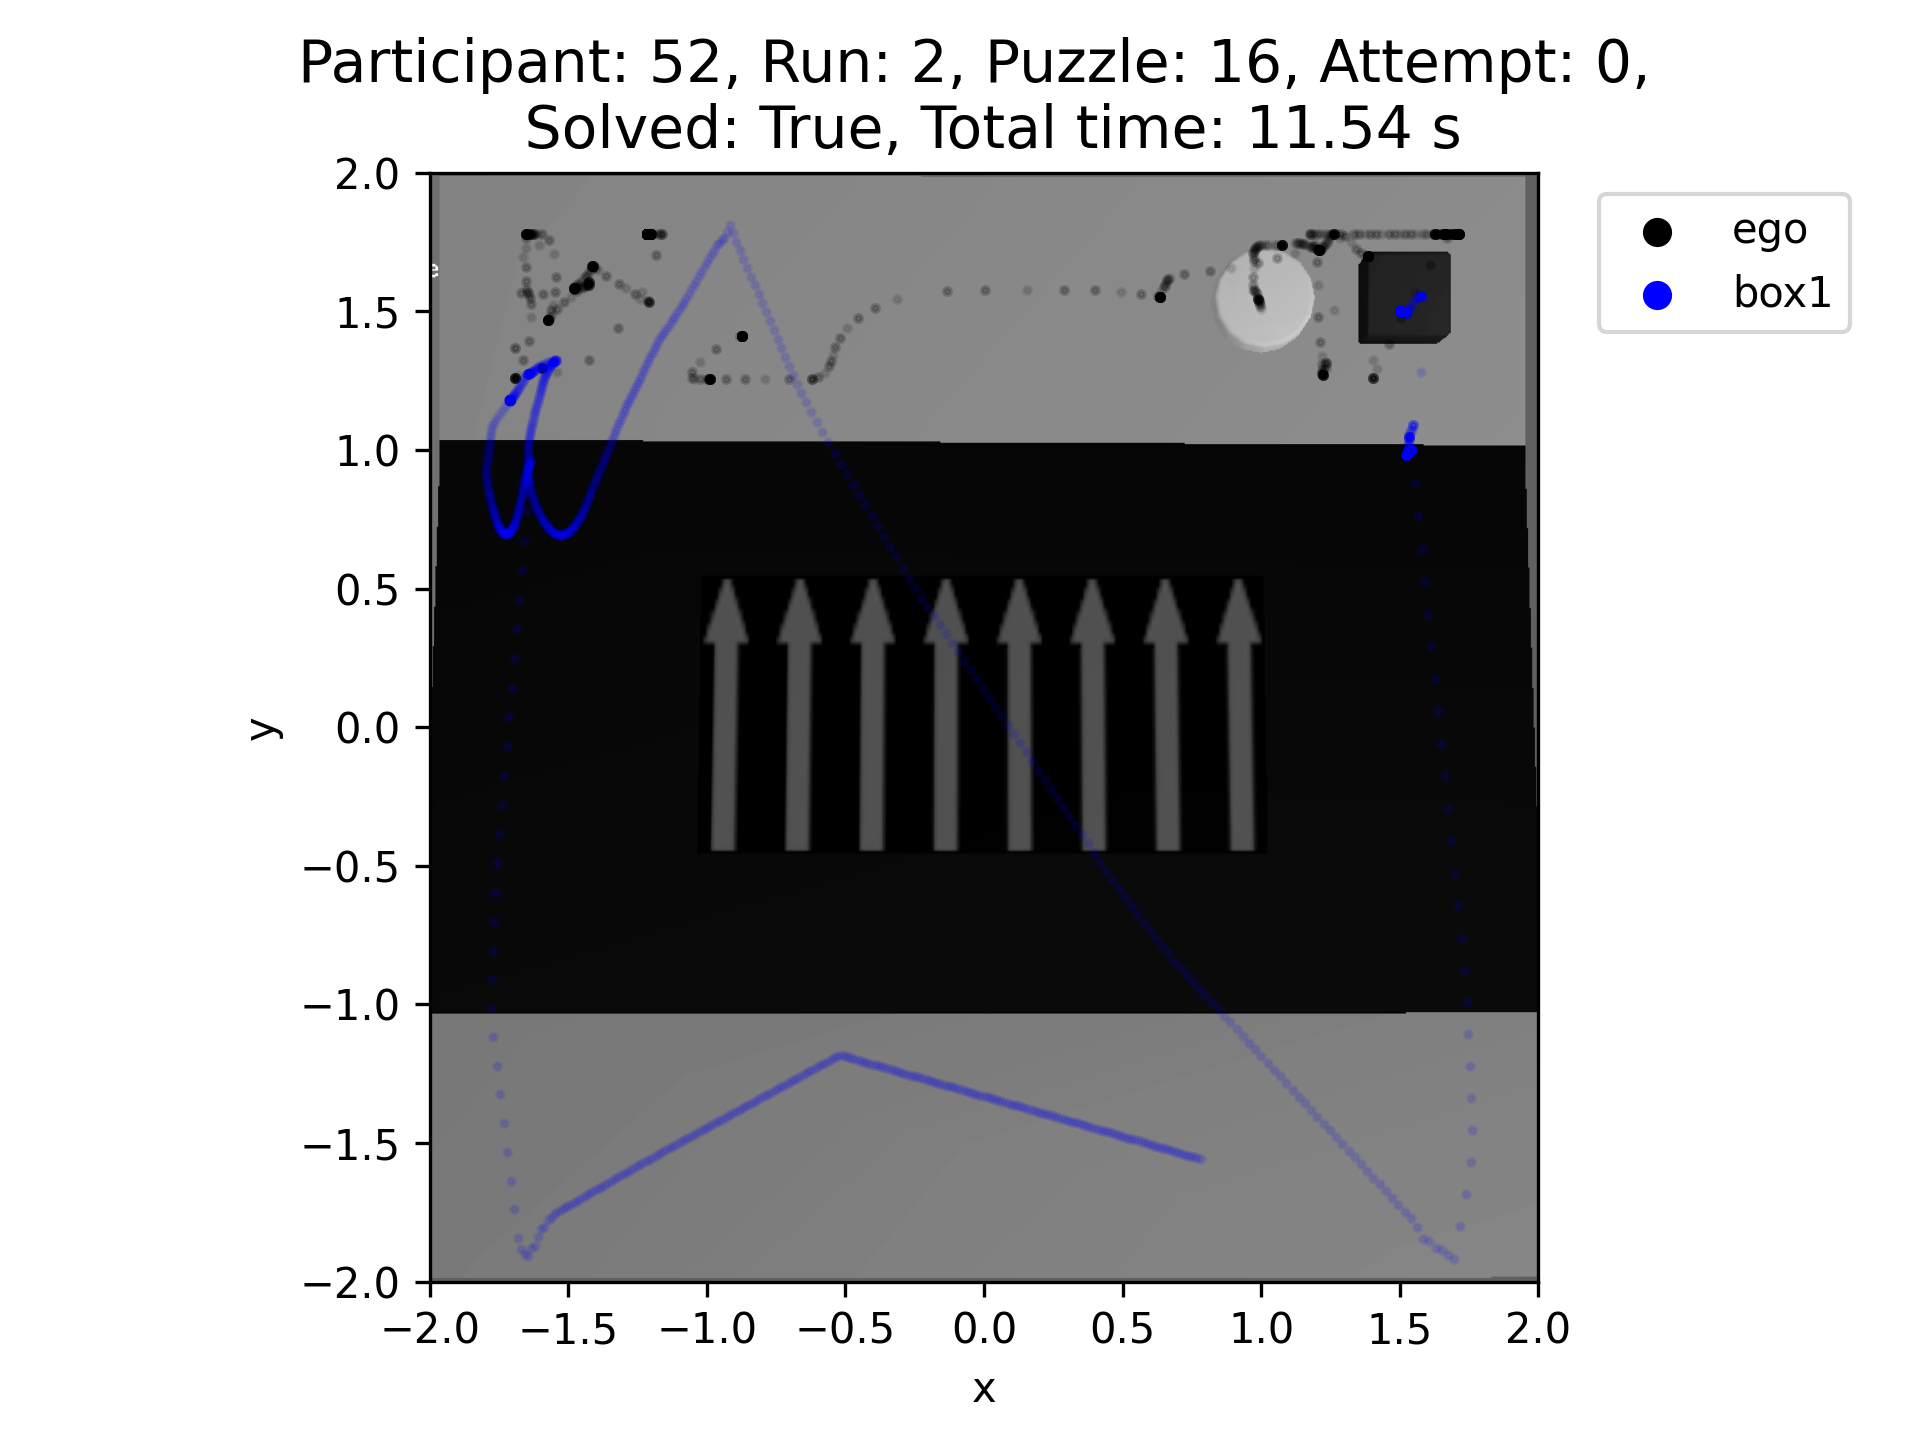 Participant: 52, Run: 2, Puzzle: 16, Attempt: 0,
Solved: True, Total time: 11.54 s
ego
box1
2.0
1.5
1.0
0.5
0.0
−0.5
−1.0
−1.5
−2.0
y
−2.0 −1.5 −1.0 −0.5 0.0 0.5 1.0 1.5 2.0
x